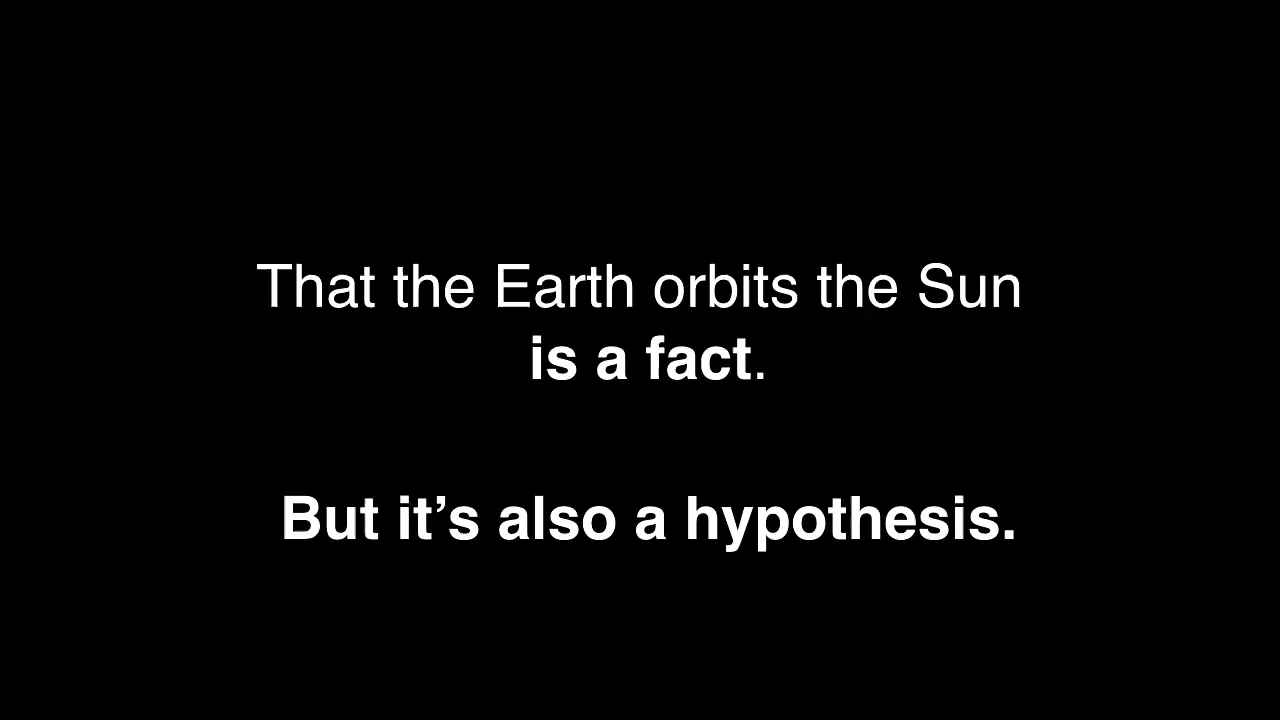 That the Earth orbits the Sun
is a fact.
But it’s also a hypothesis.